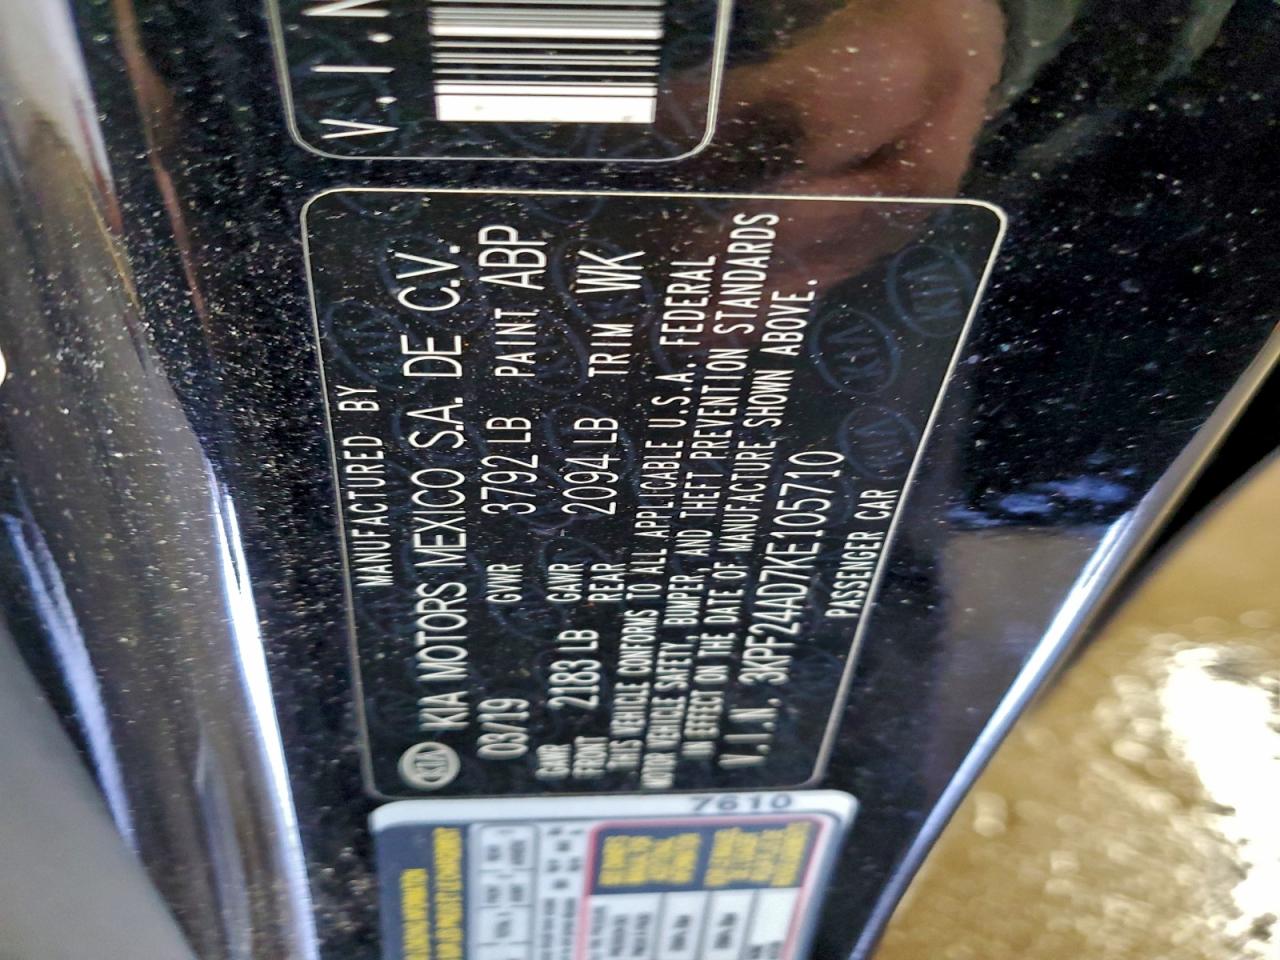 V.I.N
MANUFACTURED BY
KIA KIA MOTORS MEXICO S.A. DE C.V.
03/19 GVWR 3792 LB PAINT ABP
GAWR FRONT 2183 LB GAWR REAR 2094 LB TRIM WK
THIS VEHICLE CONFORMS TO ALL APPLICABLE U.S.A. FEDERAL
MOTOR VEHICLE SAFETY, BUMPER, AND THEFT PREVENTION STANDARDS
IN EFFECT ON THE DATE OF MANUFACTURE SHOWN ABOVE.
V.I.N. 3KPF24AD7KE105710
PASSENGER CAR
7610